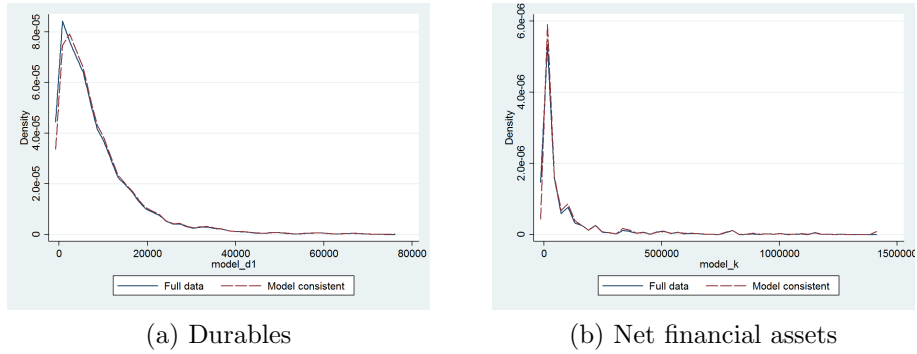 8.0e-05
6.0e-05
4.0e-05
2.0e-05
0
Density
0 20000 40000 60000 80000
model_d1
Full data Model consistent
(a) Durables
6.0e-06
4.0e-06
2.0e-06
0
Density
0 500000 1000000 1500000
model_k
Full data Model consistent
(b) Net financial assets